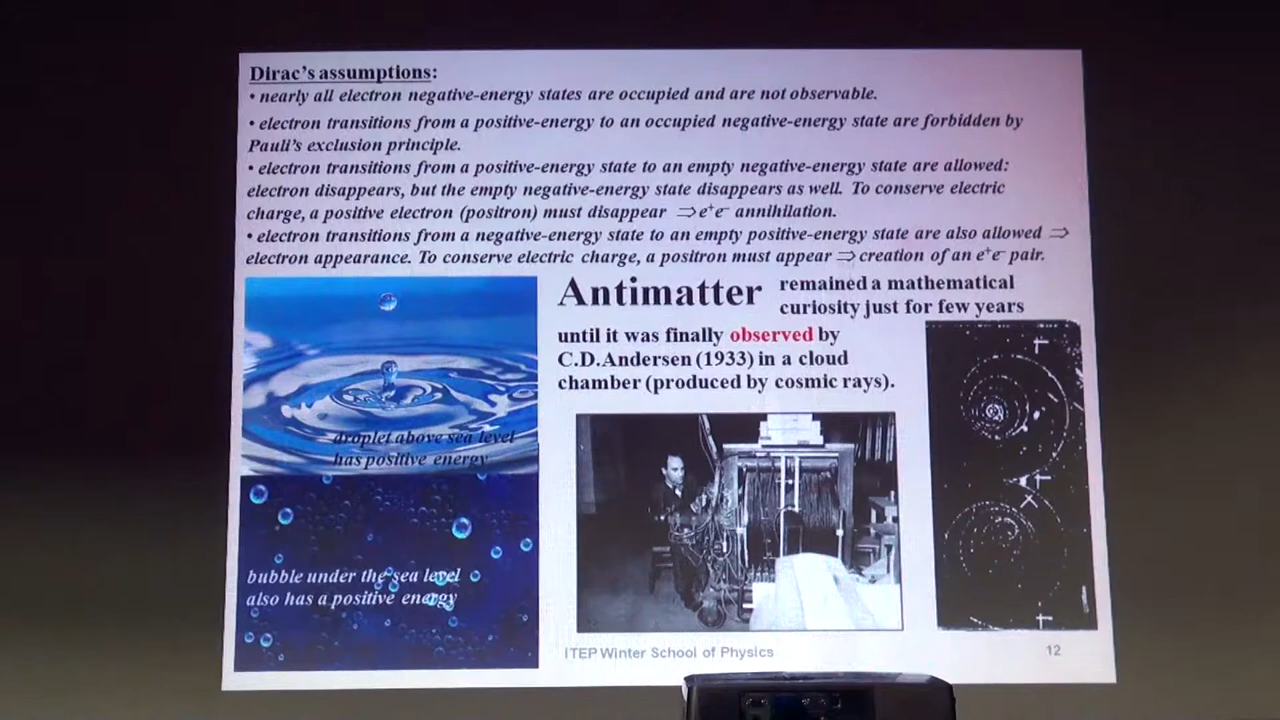 Dirac's assumptions:
• nearly all electron negative-energy states are occupied and are not observable.
• electron transitions from a positive-energy to an occupied negative-energy state are forbidden by
Pauli's exclusion principle.
• electron transitions from a positive-energy state to an empty negative-energy state are allowed:
electron disappears, but the empty negative-energy state disappears as well. To conserve electric
charge, a positive electron (positron) must disappear ⇒ e⁺e⁻ annihilation.
• electron transitions from a negative-energy state to an empty positive-energy state are also allowed ⇒
electron appearance. To conserve electric charge, a positron must appear ⇒ creation of an e⁺e⁻ pair.
Antimatter remained a mathematical
curiosity just for few years
until it was finally observed by
C.D.Andersen (1933) in a cloud
chamber (produced by cosmic rays).
droplet above sea level
has positive energy
bubble under the sea level
also has a positive energy
ITEP Winter School of Physics
12